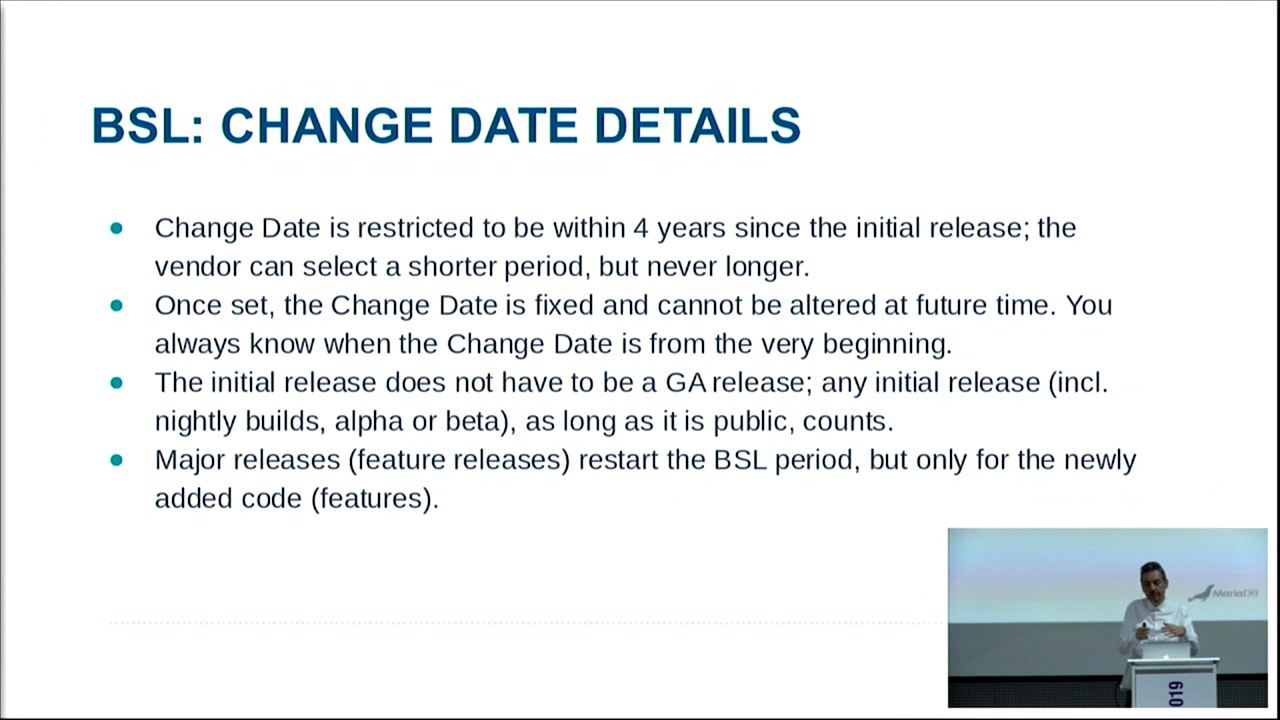 BSL: CHANGE DATE DETAILS
Change Date is restricted to be within 4 years since the initial release; the
vendor can select a shorter period, but never longer.
Once set, the Change Date is fixed and cannot be altered at future time. You
always know when the Change Date is from the very beginning.
The initial release does not have to be a GA release; any initial release (incl.
nightly builds, alpha or beta), as long as it is public, counts.
Major releases (feature releases) restart the BSL period, but only for the newly
added code (features).
MariaDB
019